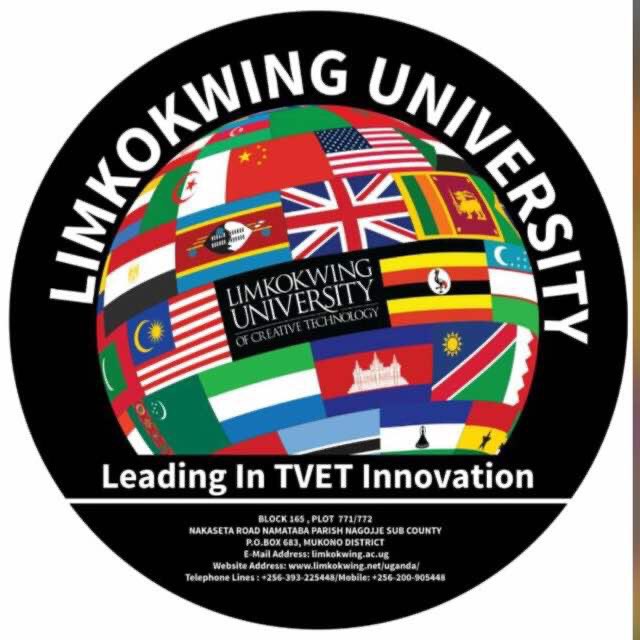 LIMKOKWING UNIVERSITY
LIMKOKWING
UNIVERSITY
OF CREATIVE TECHNOLOGY
Leading In TVET Innovation
BLOCK 165 , PLOT 771/772
NAKASETA ROAD NAMATABA PARISH NAGOJJE SUB COUNTY
P.O.BOX 683, MUKONO DISTRICT
E-Mail Address: limkokwing.ac.ug
Website Address: www.limkokwing.net/uganda/
Telephone Lines : +256-393-225448/Mobile: +256-200-905448